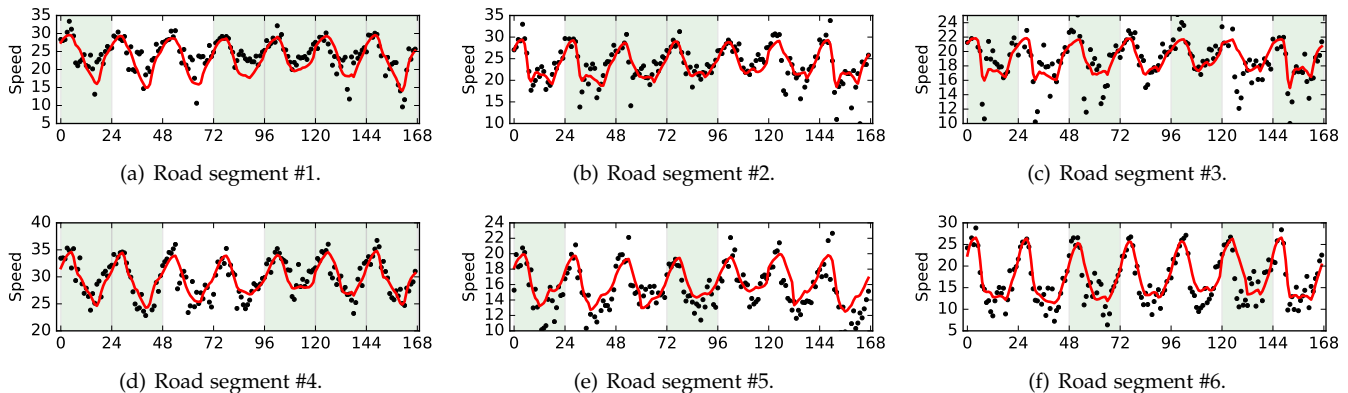 35
30
25
20
15
10
5
Speed
0 24 48 72 96 120 144 168
(a) Road segment #1.
35
30
25
20
15
10
Speed
0 24 48 72 96 120 144 168
(b) Road segment #2.
24
22
20
18
16
14
12
10
Speed
0 24 48 72 96 120 144 168
(c) Road segment #3.
40
35
30
25
20
Speed
0 24 48 72 96 120 144 168
(d) Road segment #4.
24
22
20
18
16
14
12
10
Speed
0 24 48 72 96 120 144 168
(e) Road segment #5.
30
25
20
15
10
5
Speed
0 24 48 72 96 120 144 168
(f) Road segment #6.